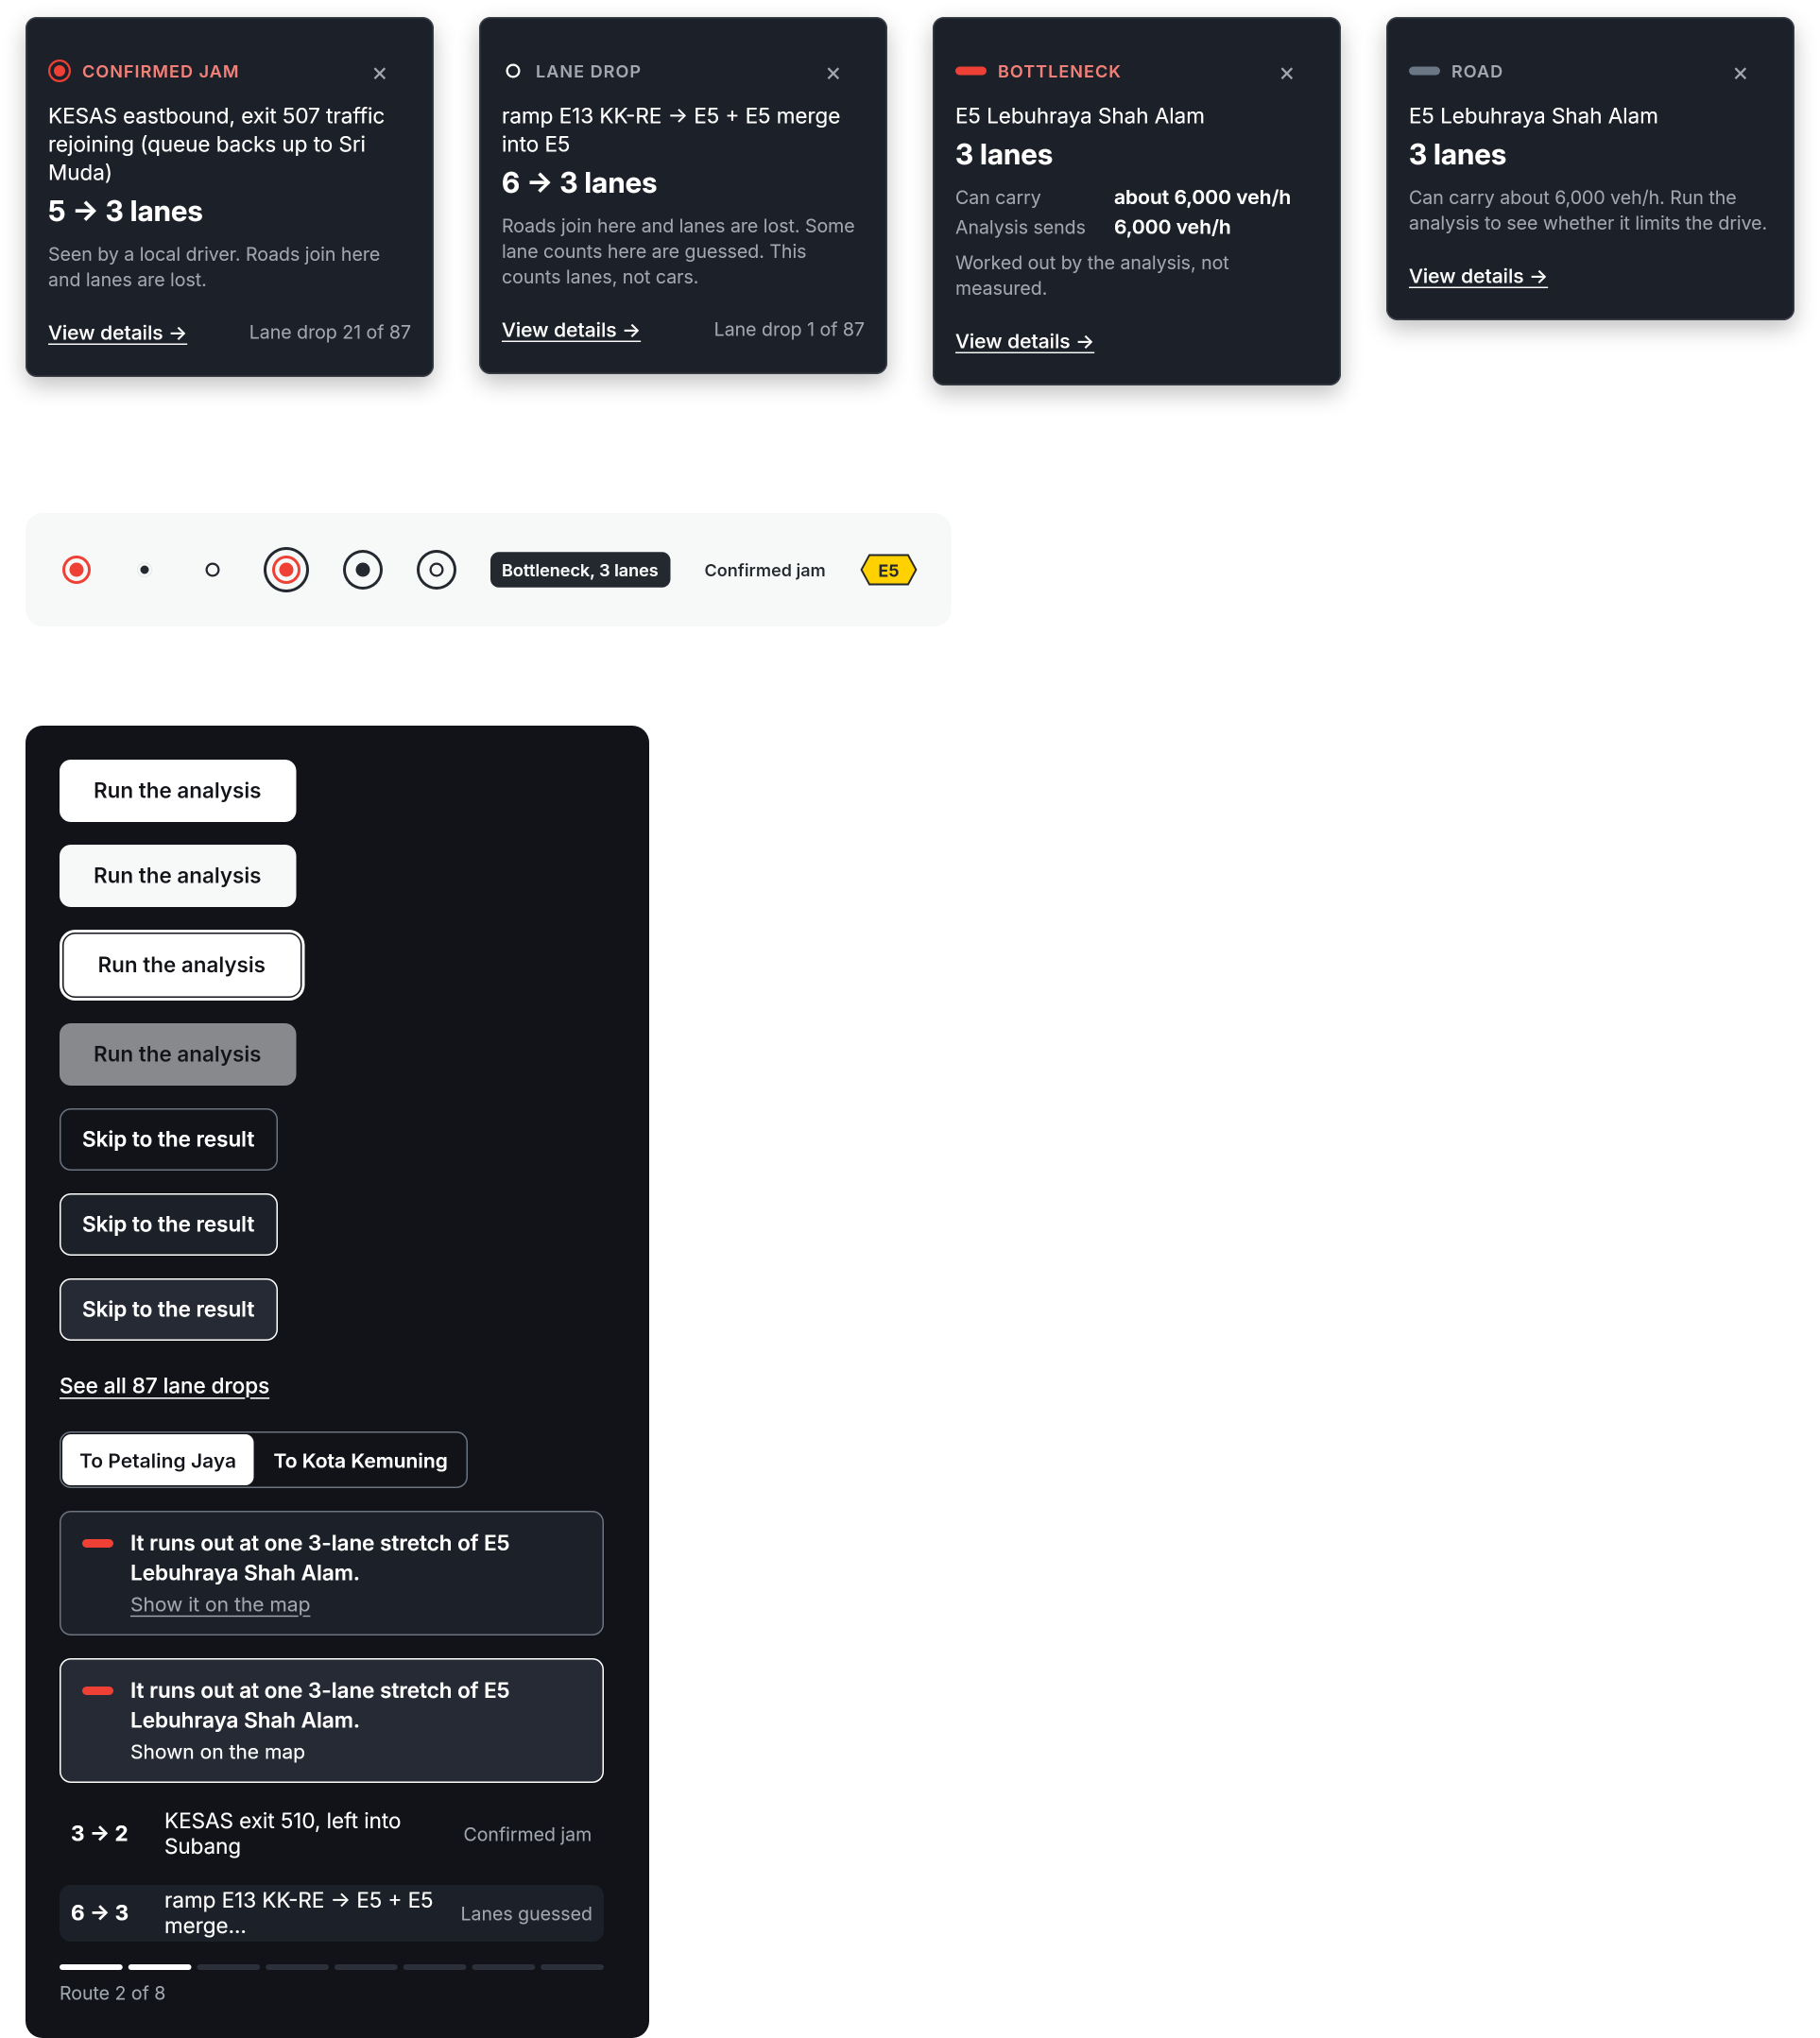 CONFIRMED JAM ×
KESAS eastbound, exit 507 traffic
rejoining (queue backs up to Sri
Muda)
5 → 3 lanes
Seen by a local driver. Roads join here
and lanes are lost.
View details → Lane drop 21 of 87
LANE DROP ×
ramp E13 KK-RE → E5 + E5 merge
into E5
6 → 3 lanes
Roads join here and lanes are lost. Some
lane counts here are guessed. This
counts lanes, not cars.
View details → Lane drop 1 of 87
BOTTLENECK ×
E5 Lebuhraya Shah Alam
3 lanes
Can carry about 6,000 veh/h
Analysis sends 6,000 veh/h
Worked out by the analysis, not
measured.
View details →
ROAD ×
E5 Lebuhraya Shah Alam
3 lanes
Can carry about 6,000 veh/h. Run the
analysis to see whether it limits the drive.
View details →
Bottleneck, 3 lanes Confirmed jam E5
Run the analysis
Run the analysis
Run the analysis
Run the analysis
Skip to the result
Skip to the result
Skip to the result
See all 87 lane drops
To Petaling Jaya To Kota Kemuning
It runs out at one 3-lane stretch of E5
Lebuhraya Shah Alam.
Show it on the map
It runs out at one 3-lane stretch of E5
Lebuhraya Shah Alam.
Shown on the map
3 → 2 KESAS exit 510, left into
Subang Confirmed jam
6 → 3 ramp E13 KK-RE → E5 + E5
merge... Lanes guessed
Route 2 of 8